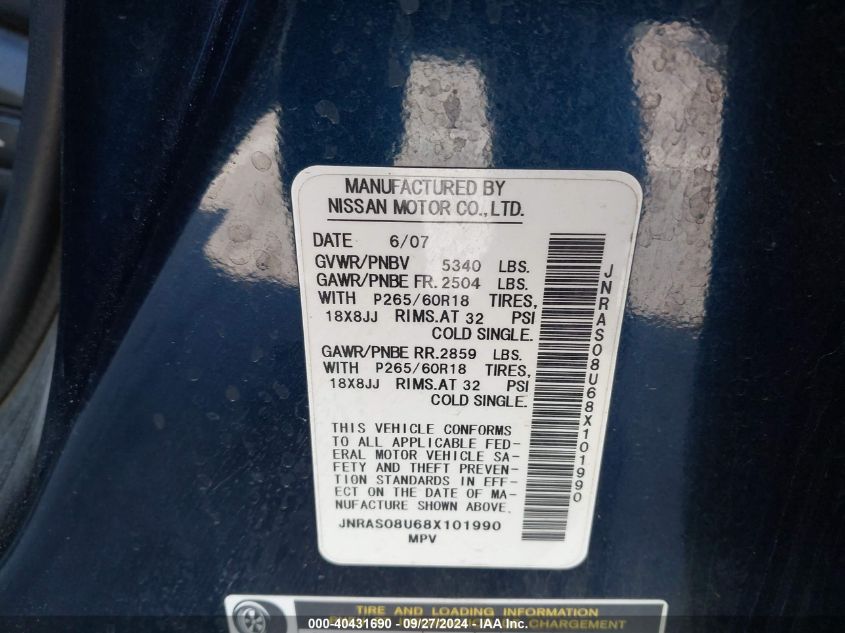 MANUFACTURED BY
NISSAN MOTOR CO., LTD.
DATE 6/07
GVWR/PNBV 5340 LBS.
GAWR/PNBE FR. 2504 LBS.
WITH P265/60R18 TIRES,
18X8JJ RIMS. AT 32 PSI
COLD SINGLE.
GAWR/PNBE RR. 2859 LBS.
WITH P265/60R18 TIRES,
18X8JJ RIMS. AT 32 PSI
COLD SINGLE.
THIS VEHICLE CONFORMS
TO ALL APPLICABLE FED-
ERAL MOTOR VEHICLE SA-
FETY AND THEFT PREVEN-
TION STANDARDS IN EFF-
ECT ON THE DATE OF MA-
NUFACTURE SHOWN ABOVE.
JNRAS08U68X101990
MPV
JNRAS08U68X101990
TIRE AND LOADING INFORMATION
CHARGEMENT
000- 40431690 - 09/27/2024 - IAA Inc.